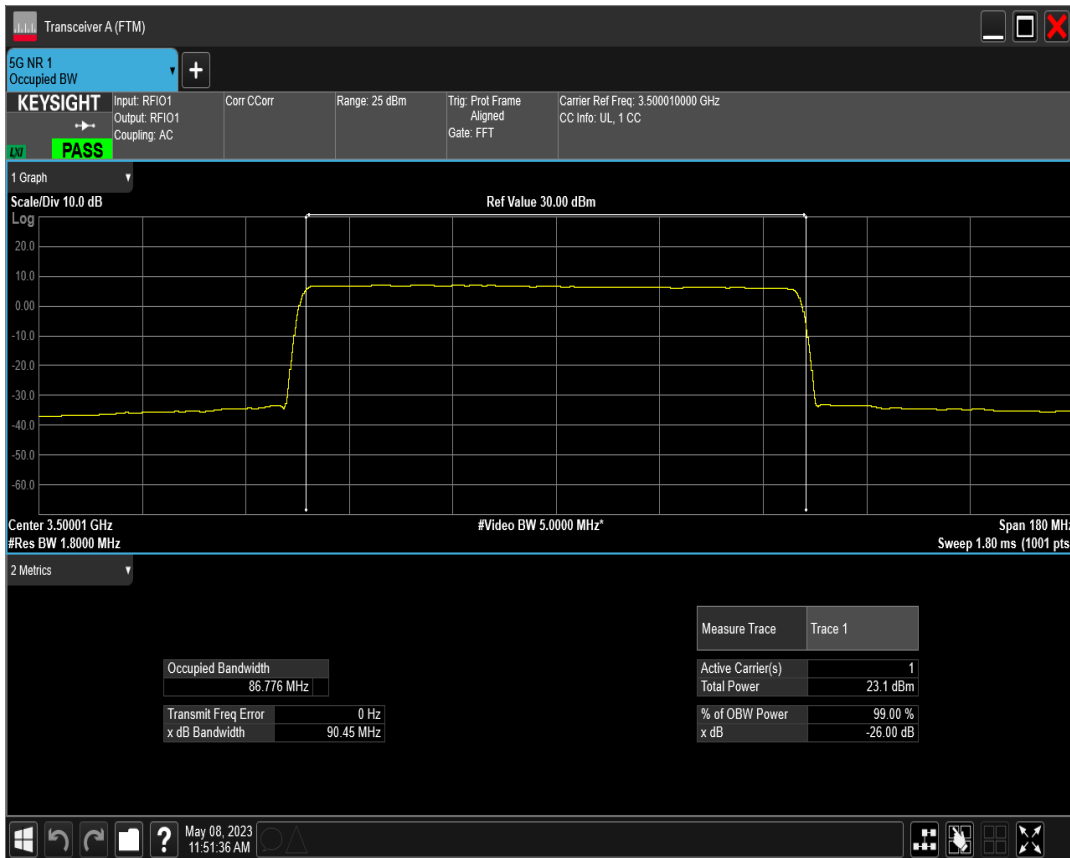 Transceiver A (FTM)
5G NR 1
Occupied BW
+
KEYSIGHT
LXI
PASS
Input: RFIO1
Output: RFIO1
Coupling: AC
Corr CCorr
Range: 25 dBm
Trig: Prot Frame
Aligned
Gate: FFT
Carrier Ref Freq: 3.500010000 GHz
CC Info: UL, 1 CC
1 Graph
Scale/Div 10.0 dB
Ref Value 30.00 dBm
Log
20.0
10.0
0.00
-10.0
-20.0
-30.0
-40.0
-50.0
-60.0
Center 3.50001 GHz
#Video BW 5.0000 MHz*
Span 180 MHz
#Res BW 1.8000 MHz
Sweep 1.80 ms (1001 pts
2 Metrics
Measure Trace Trace 1
Occupied Bandwidth
86.776 MHz
Active Carrier(s) 1
Total Power 23.1 dBm
Transmit Freq Error 0 Hz
x dB Bandwidth 90.45 MHz
% of OBW Power 99.00 %
x dB -26.00 dB
?
May 08, 2023
11:51:36 AM